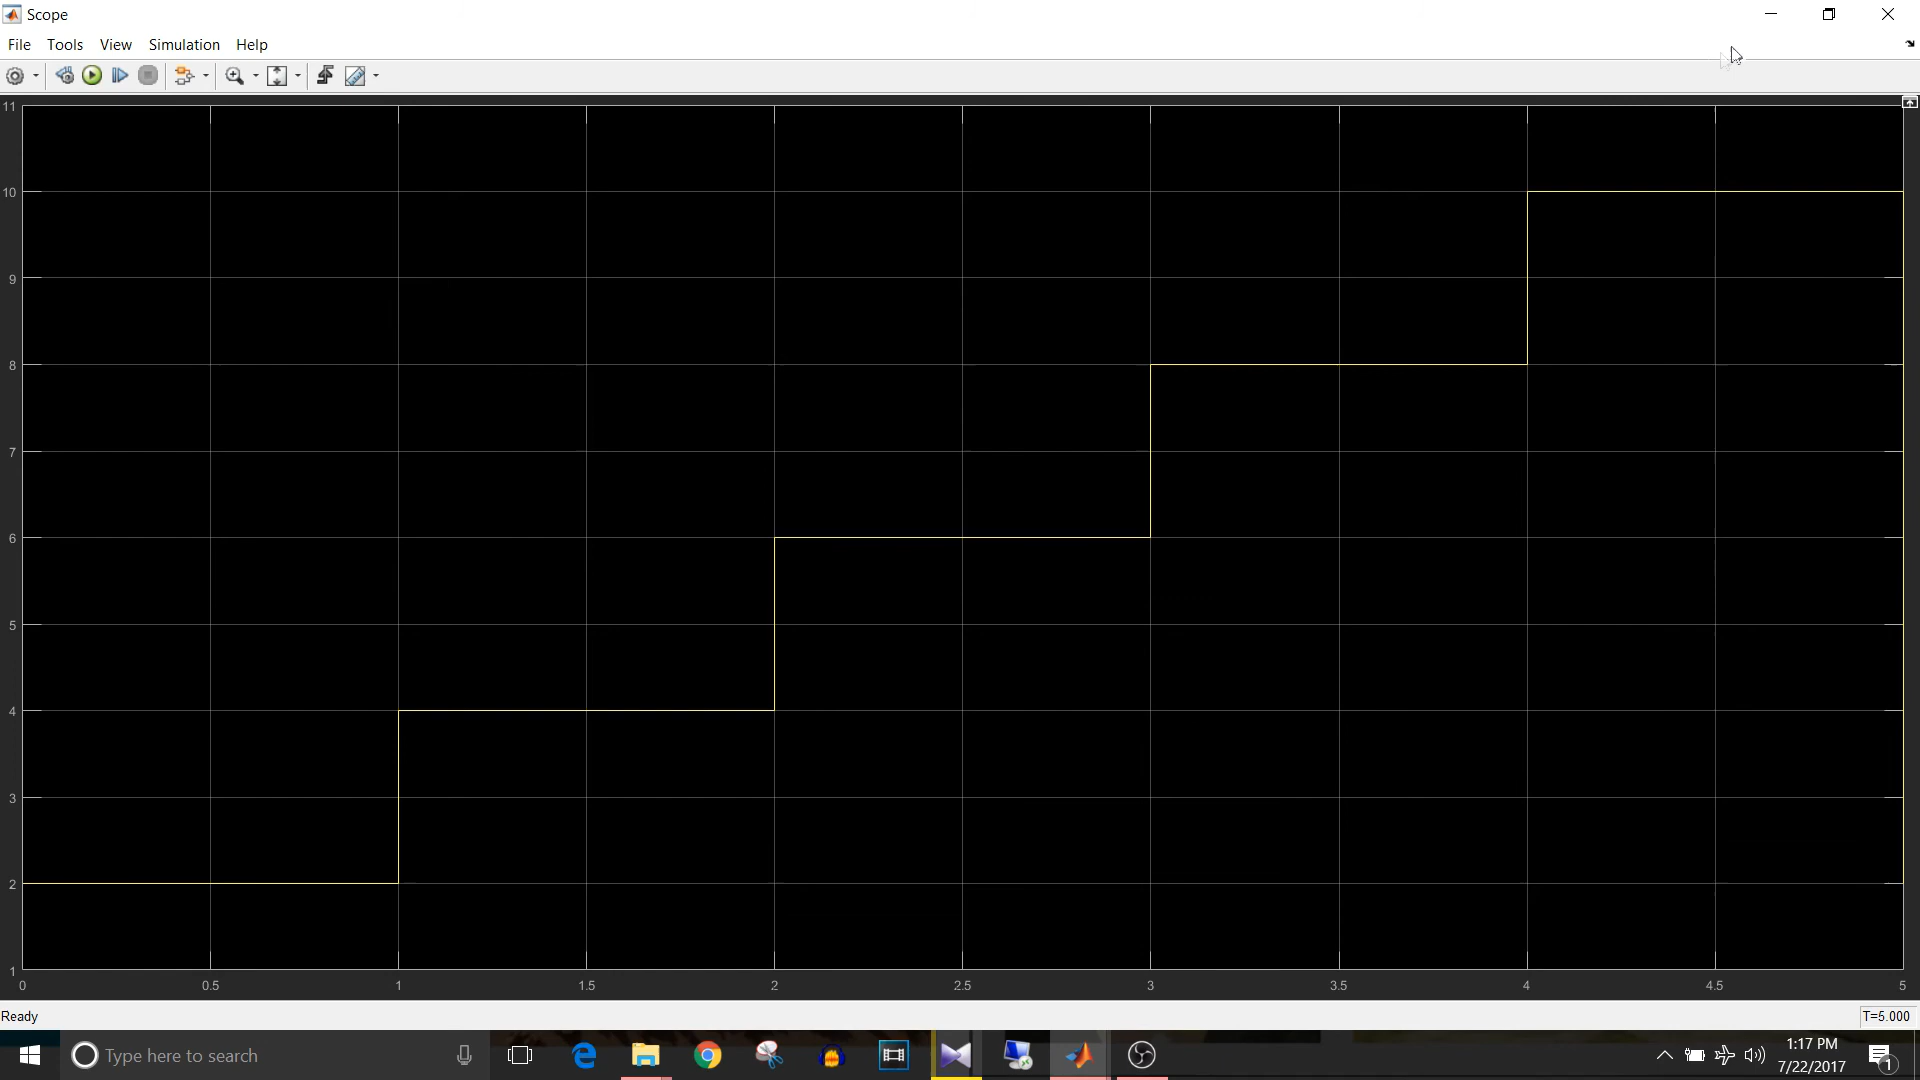 Scope
File Tools View Simulation Help
11
10
9
8
7
6
5
4
3
2
1
0 0.5 1 1.5 2 2.5 3 3.5 4 4.5 5
Ready T=5.000
Type here to search
1:17 PM
7/22/2017
1